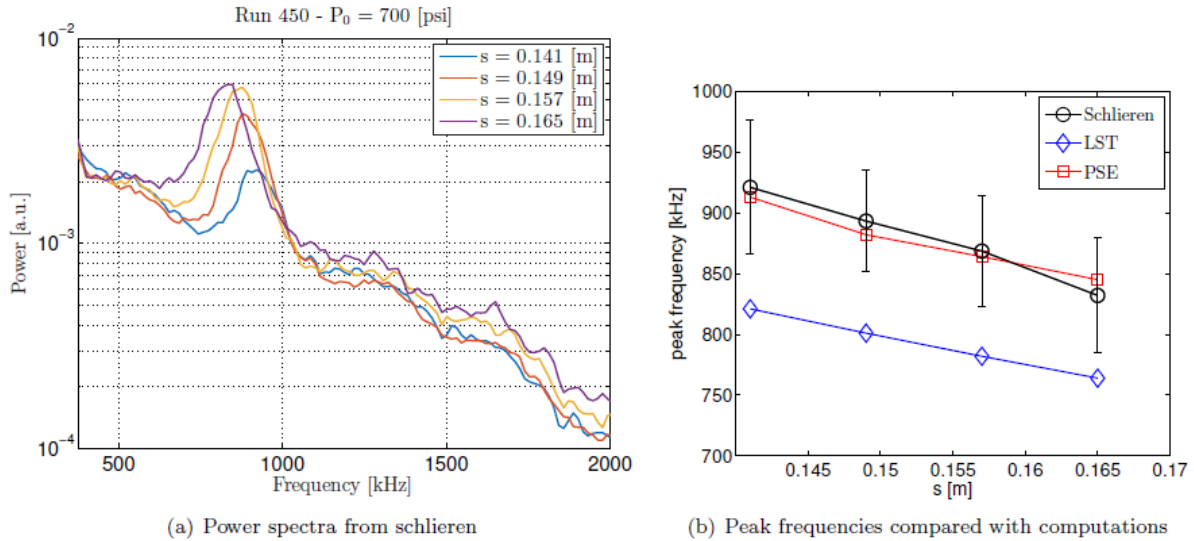 Run 450 - P₀ = 700 [psi]
10⁻²
10⁻³
10⁻⁴
Power [a.u.]
s = 0.141 [m]
s = 0.149 [m]
s = 0.157 [m]
s = 0.165 [m]
500 1000 1500 2000
Frequency [kHz]
(a) Power spectra from schlieren
1000
950
900
850
800
750
700
peak frequency [kHz]
Schlieren
LST
PSE
0.145 0.15 0.155 0.16 0.165 0.17
s [m]
(b) Peak frequencies compared with computations